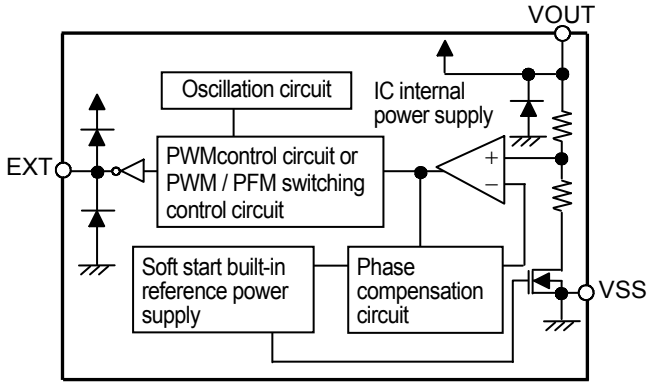 VOUT
Oscillation circuit
IC internal
power supply
EXT
PWMcontrol circuit or
PWM / PFM switching
control circuit
+
−
Soft start built-in
reference power
supply
Phase
compensation
circuit
VSS